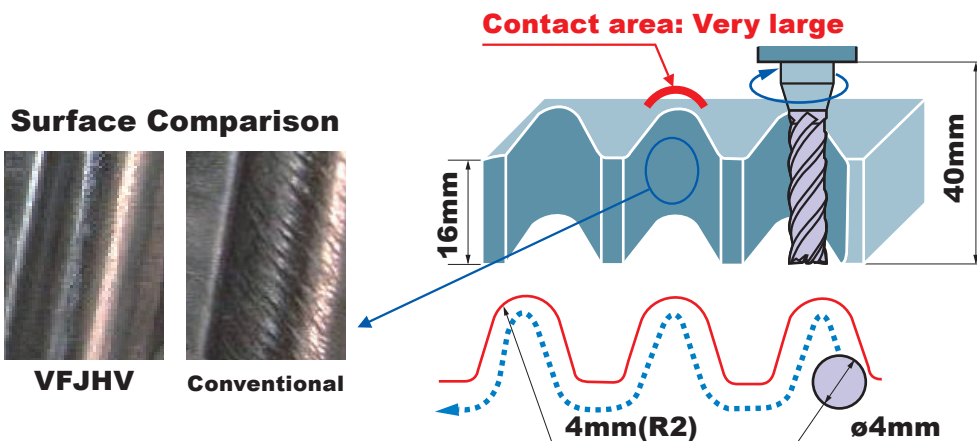 Contact area: Very large
Surface Comparison
16mm
40mm
VFJHV
Conventional
4mm(R2)
ø4mm